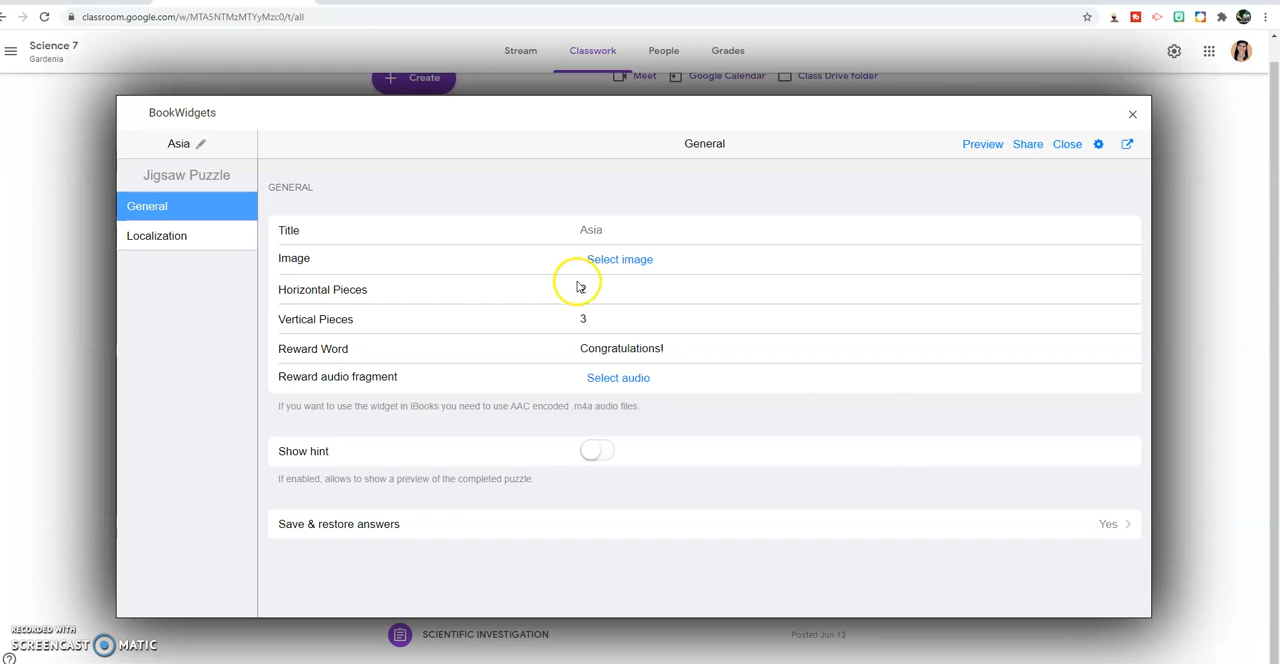 classroom.google.com/w/MTA5NTMzMTYyMzc0/t/all
Science 7
Gardenia
Stream Classwork People Grades
Create Meet Google Calendar Class Drive folder
BookWidgets
Asia General Preview Share Close
Jigsaw Puzzle
General
Localization
GENERAL
Title Asia
Image Select image
Horizontal Pieces 2
Vertical Pieces 3
Reward Word Congratulations!
Reward audio fragment Select audio
If you want to use the widget in iBooks you need to use AAC encoded .m4a audio files.
Show hint
If enabled, allows to show a preview of the completed puzzle.
Save & restore answers Yes
SCIENTIFIC INVESTIGATION Posted Jun 13
RECORDED WITH
SCREENCAST MATIC